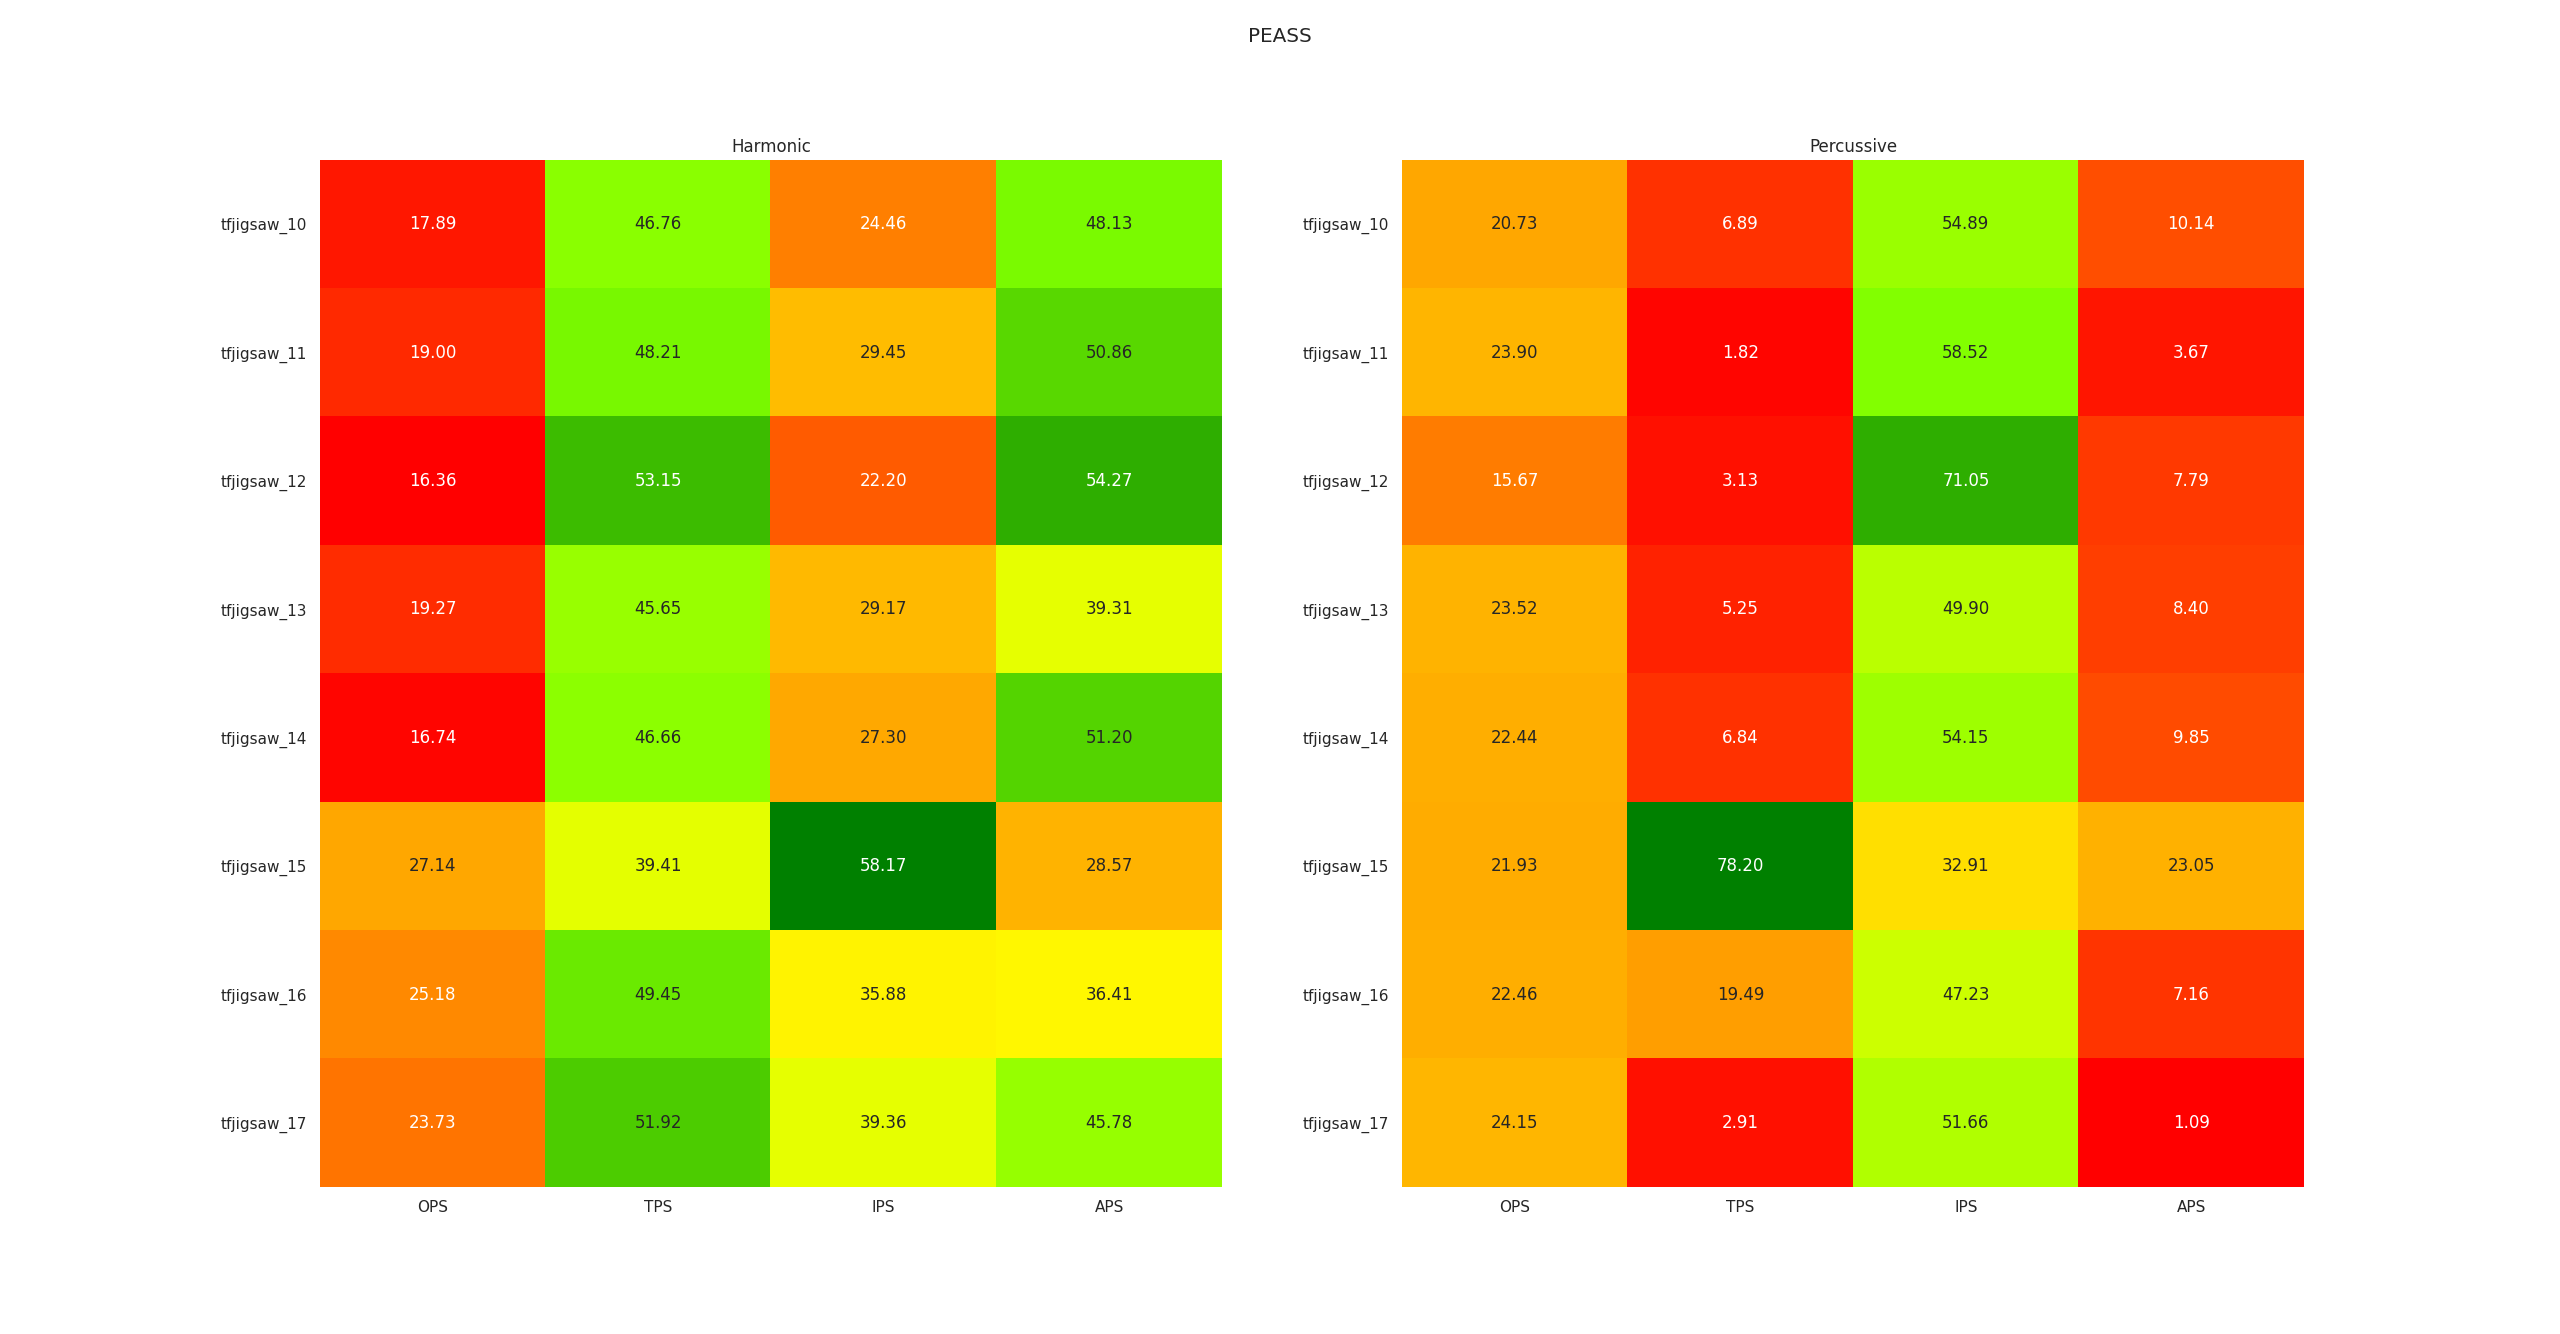 PEASS
Harmonic
tfjigsaw_10 17.89 46.76 24.46 48.13
tfjigsaw_11 19.00 48.21 29.45 50.86
tfjigsaw_12 16.36 53.15 22.20 54.27
tfjigsaw_13 19.27 45.65 29.17 39.31
tfjigsaw_14 16.74 46.66 27.30 51.20
tfjigsaw_15 27.14 39.41 58.17 28.57
tfjigsaw_16 25.18 49.45 35.88 36.41
tfjigsaw_17 23.73 51.92 39.36 45.78
OPS TPS IPS APS
Percussive
tfjigsaw_10 20.73 6.89 54.89 10.14
tfjigsaw_11 23.90 1.82 58.52 3.67
tfjigsaw_12 15.67 3.13 71.05 7.79
tfjigsaw_13 23.52 5.25 49.90 8.40
tfjigsaw_14 22.44 6.84 54.15 9.85
tfjigsaw_15 21.93 78.20 32.91 23.05
tfjigsaw_16 22.46 19.49 47.23 7.16
tfjigsaw_17 24.15 2.91 51.66 1.09
OPS TPS IPS APS